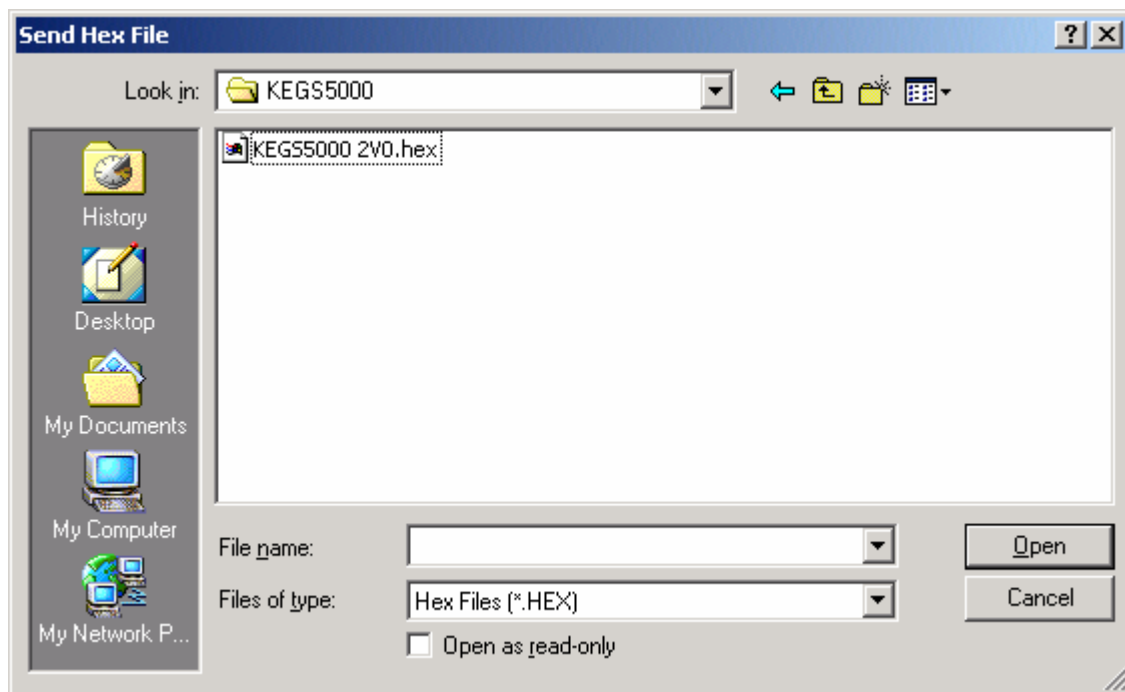 Send Hex File
Look in: KEGS5000
KEGS5000 2V0.hex
History
Desktop
My Documents
My Computer
My Network P...
File name:
Open
Files of type: Hex Files (*.HEX)
Cancel
Open as read-only